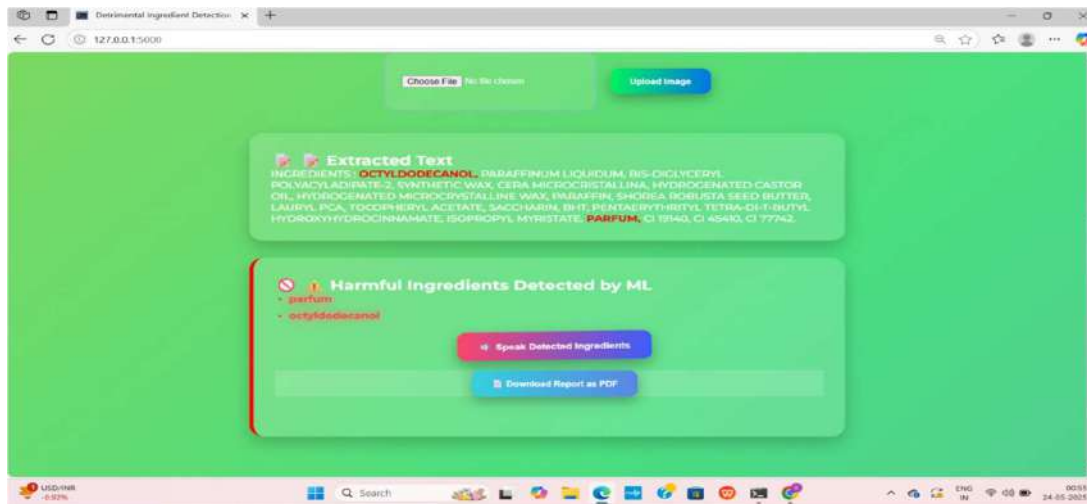 Detrimental Ingredient Detection
127.0.0.1:5000
Choose File No file chosen
Upload Image
Extracted Text
INGREDIENTS : OCTYLDODECANOL, PARAFFINUM LIQUIDUM, BIS-DIGLYCERYL
POLYACYLADIPATE-2, SYNTHETIC WAX, CERA MICROCRISTALLINA, HYDROGENATED CASTOR
OIL, HYDROGENATED MICROCRYSTALLINE WAX, PARAFFIN, SHOREA ROBUSTA SEED BUTTER,
LAURYL PCA, TOCOPHERYL ACETATE, SACCHARIN, BHT, PENTAERYTHRITYL TETRA-DI-T-BUTYL
HYDROXYHYDROCINNAMATE, ISOPROPYL MYRISTATE, PARFUM, CI 19140, CI 45410, CI 77742.
Harmful Ingredients Detected by ML
• parfum
• octyldodecanol
Speak Detected Ingredients
Download Report as PDF
USD/INR
-0.92%
Search
ENG
IN
00:55